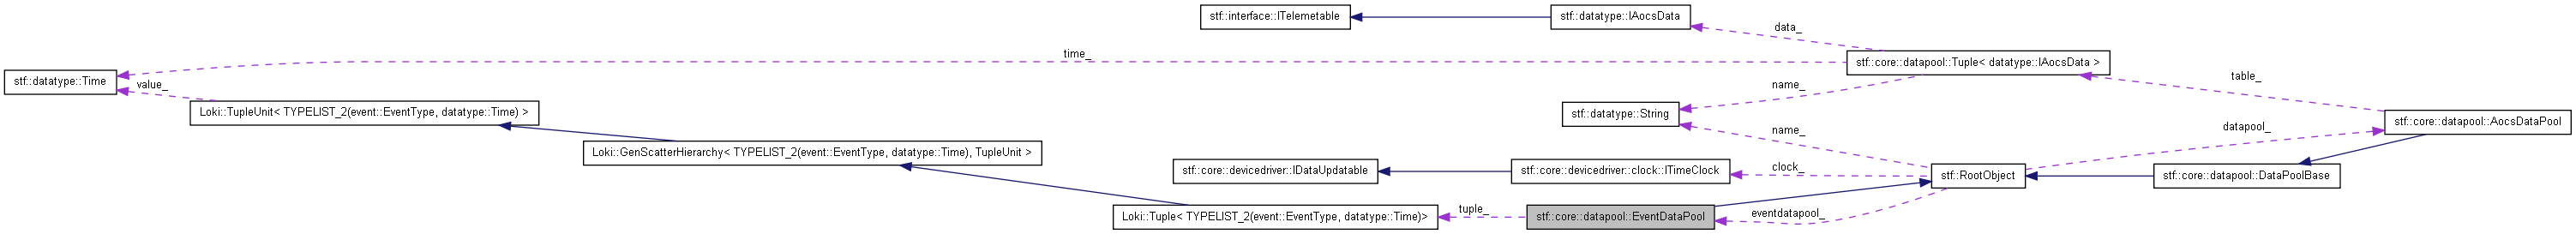 stf::interface::ITelemetable
stf::datatype::IAocsData
data_
time_
stf::core::datapool::Tuple< datatype::IAocsData >
stf::datatype::Time
value_
name_
table_
Loki::TupleUnit< TYPELIST_2(event::EventType, datatype::Time) >
stf::datatype::String
stf::core::datapool::AocsDataPool
name_
datapool_
Loki::GenScatterHierarchy< TYPELIST_2(event::EventType, datatype::Time), TupleUnit >
stf::core::devicedriver::IDataUpdatable
stf::core::devicedriver::clock::ITimeClock
clock_
stf::RootObject
stf::core::datapool::DataPoolBase
Loki::Tuple< TYPELIST_2(event::EventType, datatype::Time)>
tuple_
stf::core::datapool::EventDataPool
eventdatapool_